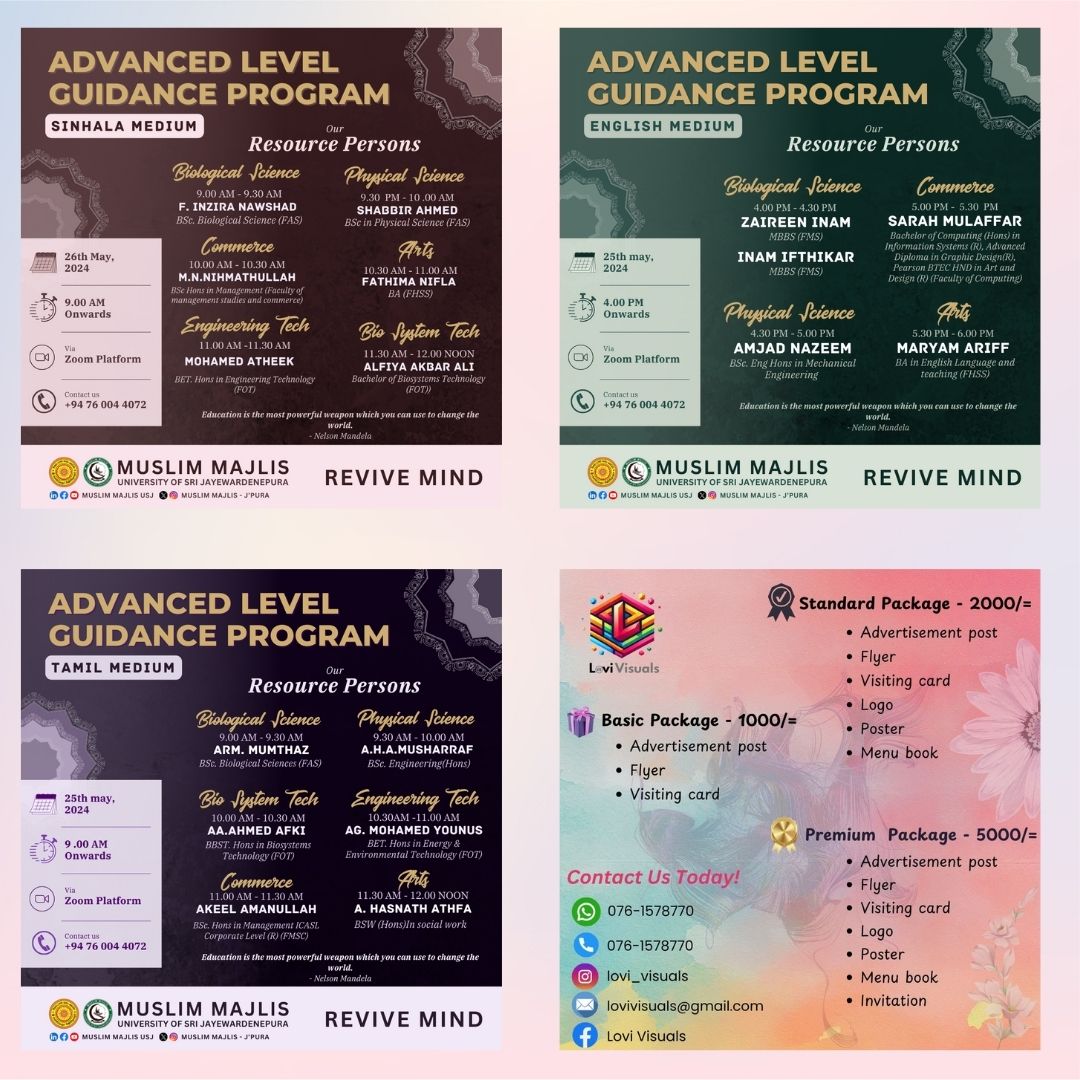 ADVANCED LEVEL
GUIDANCE PROGRAM
SINHALA MEDIUM
Our
Resource Persons
Biological Science
9.00 AM - 9.30 AM
F. INZIRA NAWSHAD
BSc. Biological Science (FAS)
Physical Science
9.30 PM - 10 .00 AM
SHABBIR AHMED
BSc in Physical Science (FAS)
Commerce
10.00 AM - 10.30 AM
M.N.NIHMATHULLAH
BSc Hons in Management (Faculty of
management studies and commerce)
Arts
10.30 AM - 11.00 AM
FATHIMA NIFLA
BA (FHSS)
Engineering Tech
11.00 AM -11.30 AM
MOHAMED ATHEEK
BET. Hons in Engineering Technology
(FOT)
Bio System Tech
11.30 AM - 12.00 NOON
ALFIYA AKBAR ALI
Bachelor of Biosystems Technology
(FOT))
26th May,
2024
9.00 AM
Onwards
Via
Zoom Platform
Contact us
+94 76 004 4072
Education is the most powerful weapon which you can use to change the
world.
- Nelson Mandela
MUSLIM MAJLIS
UNIVERSITY OF SRI JAYEWARDENEPURA
MUSLIM MAJLIS USJ MUSLIM MAJLIS - J'PURA
REVIVE MIND
ADVANCED LEVEL
GUIDANCE PROGRAM
ENGLISH MEDIUM
Our
Resource Persons
Biological Science
4.00 PM - 4.30 PM
ZAIREEN INAM
MBBS (FMS)
INAM IFTHIKAR
MBBS (FMS)
Commerce
5.00 PM - 5.30 PM
SARAH MULAFFAR
Bachelor of Computing (Hons) in
Information Systems (R), Advanced
Diploma in Graphic Design(R),
Pearson BTEC HND in Art and
Design (R) (Faculty of Computing)
Physical Science
4.30 PM - 5.00 PM
AMJAD NAZEEM
BSc. Eng Hons in Mechanical
Engineering
Arts
5.30 PM - 6.00 PM
MARYAM ARIFF
BA in English Language and
teaching (FHSS)
25th may,
2024
4.00 PM
Onwards
Via
Zoom Platform
Contact us
+94 76 004 4072
Education is the most powerful weapon which you can use to change the
world.
- Nelson Mandela
MUSLIM MAJLIS
UNIVERSITY OF SRI JAYEWARDENEPURA
MUSLIM MAJLIS USJ MUSLIM MAJLIS - J'PURA
REVIVE MIND
ADVANCED LEVEL
GUIDANCE PROGRAM
TAMIL MEDIUM
Our
Resource Persons
Biological Science
9.00 AM - 9.30 AM
ARM. MUMTHAZ
BSc. Biological Sciences (FAS)
Physical Science
9.30 AM - 10.00 AM
A.H.A.MUSHARRAF
BSc. Engineering(Hons)
Bio System Tech
10.00 AM - 10.30 AM
AA.AHMED AFKI
BBST. Hons in Biosystems
Technology (FOT)
Engineering Tech
10.30AM -11.00 AM
AG. MOHAMED YOUNUS
BET. Hons in Energy &
Environmental Technology (FOT)
Commerce
11.00 AM - 11.30 AM
AKEEL AMANULLAH
BSc. Hons in Management ICASL
Corporate Level (R) (FMSC)
Arts
11.30 AM - 12.00 NOON
A. HASNATH ATHFA
BSW (Hons)In social work
25th may,
2024
9 .00 AM
Onwards
Via
Zoom Platform
Contact us
+94 76 004 4072
Education is the most powerful weapon which you can use to change the
world.
- Nelson Mandela
MUSLIM MAJLIS
UNIVERSITY OF SRI JAYEWARDENEPURA
MUSLIM MAJLIS USJ MUSLIM MAJLIS - J'PURA
REVIVE MIND
L
Lovi Visuals
Basic Package - 1000/=
• Advertisement post
• Flyer
• Visiting card
Standard Package - 2000/=
• Advertisement post
• Flyer
• Visiting card
• Logo
• Poster
• Menu book
Premium Package - 5000/=
• Advertisement post
• Flyer
• Visiting card
• Logo
• Poster
• Menu book
• Invitation
Contact Us Today!
076-1578770
076-1578770
lovi_visuals
lovivisuals@gmail.com
Lovi Visuals